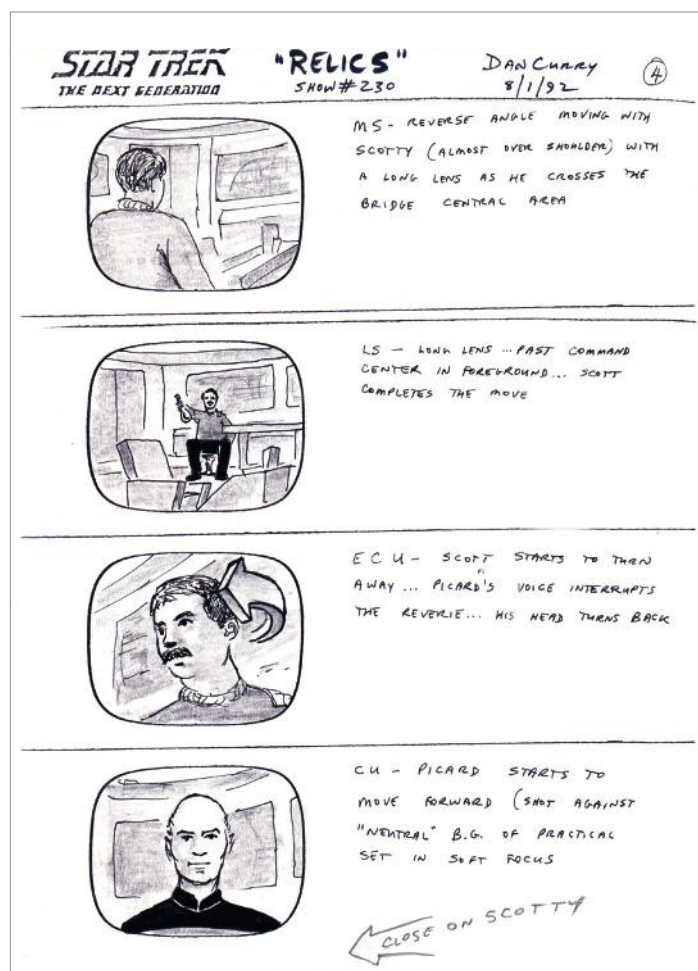 STAR TREK
THE NEXT GENERATION
"RELICS"
SHOW # 230
DAN CURRY
8/1/92
4
MS - REVERSE ANGLE MOVING WITH
SCOTTY (ALMOST OVER SHOULDER) WITH
A LONG LENS AS HE CROSSES THE
BRIDGE CENTRAL AREA
LS - LONG LENS ... PAST COMMAND
CENTER IN FOREGROUND... SCOTT
COMPLETES THE MOVE
ECU - SCOTT STARTS TO TURN
AWAY ... PICARD'S VOICE INTERRUPTS
THE REVERIE... HIS HEAD TURNS BACK
CU - PICARD STARTS TO
MOVE FORWARD (SHOT AGAINST
"NEUTRAL" B.G. OF PRACTICAL
SET IN SOFT FOCUS
CLOSE ON SCOTTY